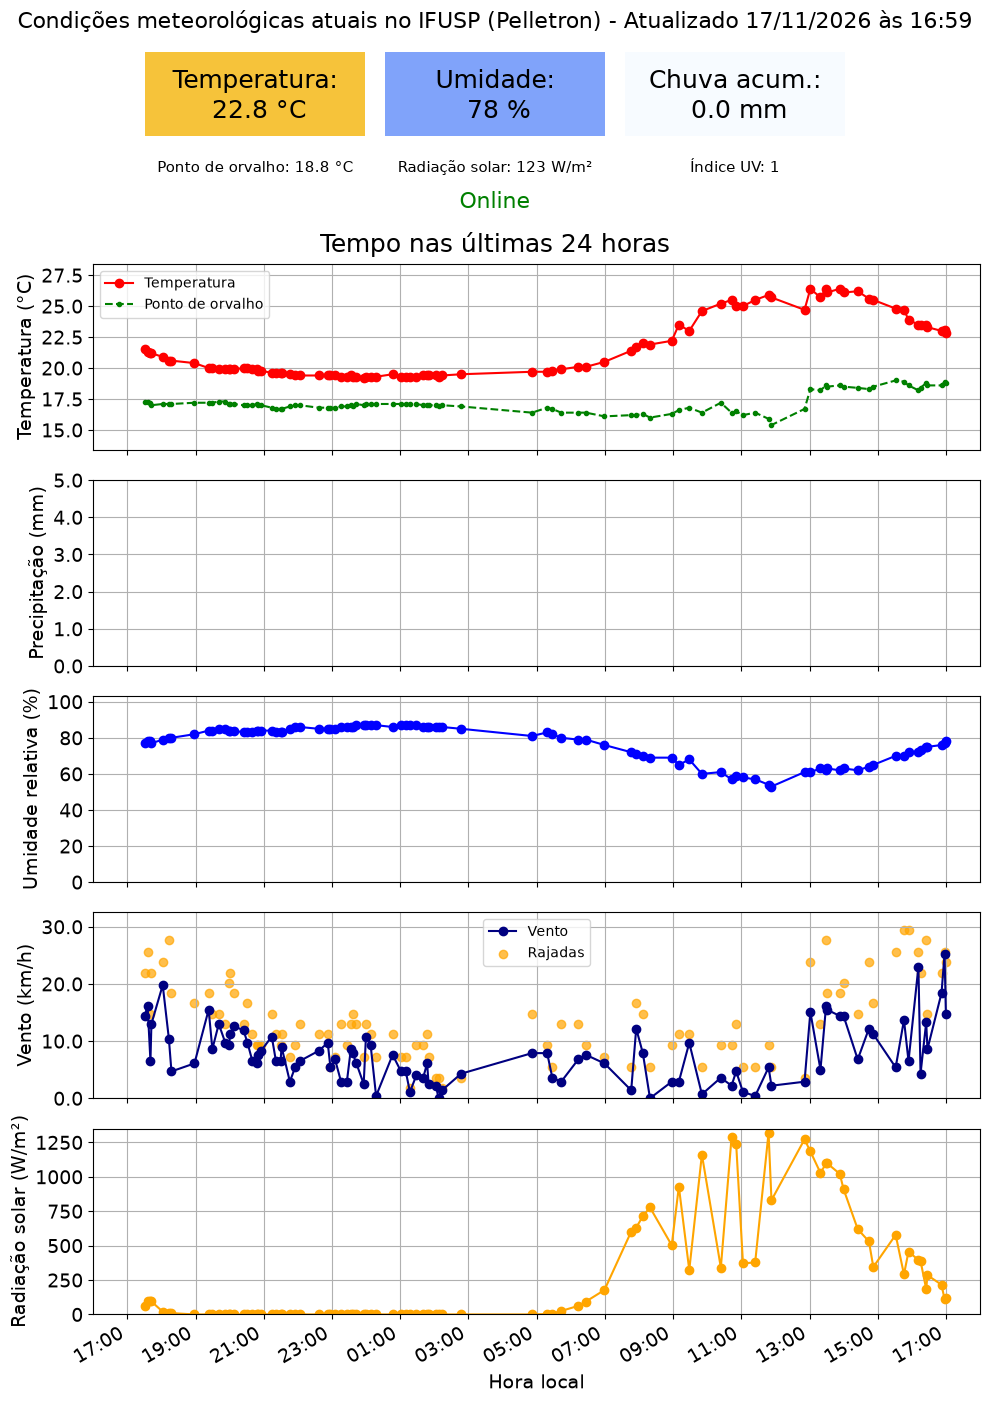 Condições meteorológicas atuais no IFUSP (Pelletron) - Atualizado 17/11/2026 às 16:59
Temperatura:
22.8 °C
Umidade:
78 %
Chuva acum.:
0.0 mm
Ponto de orvalho: 18.8 °C
Radiação solar: 123 W/m²
Índice UV: 1
Online
Tempo nas últimas 24 horas
Temperatura (°C)
27.5
25.0
22.5
20.0
17.5
15.0
Temperatura
Ponto de orvalho
Precipitação (mm)
5.0
4.0
3.0
2.0
1.0
0.0
Umidade relativa (%)
100
80
60
40
20
0
Vento (km/h)
30.0
20.0
10.0
0.0
Vento
Rajadas
Radiação solar (W/m²)
1250
1000
750
500
250
0
17:00
19:00
21:00
23:00
01:00
03:00
05:00
07:00
09:00
11:00
13:00
15:00
17:00
Hora local